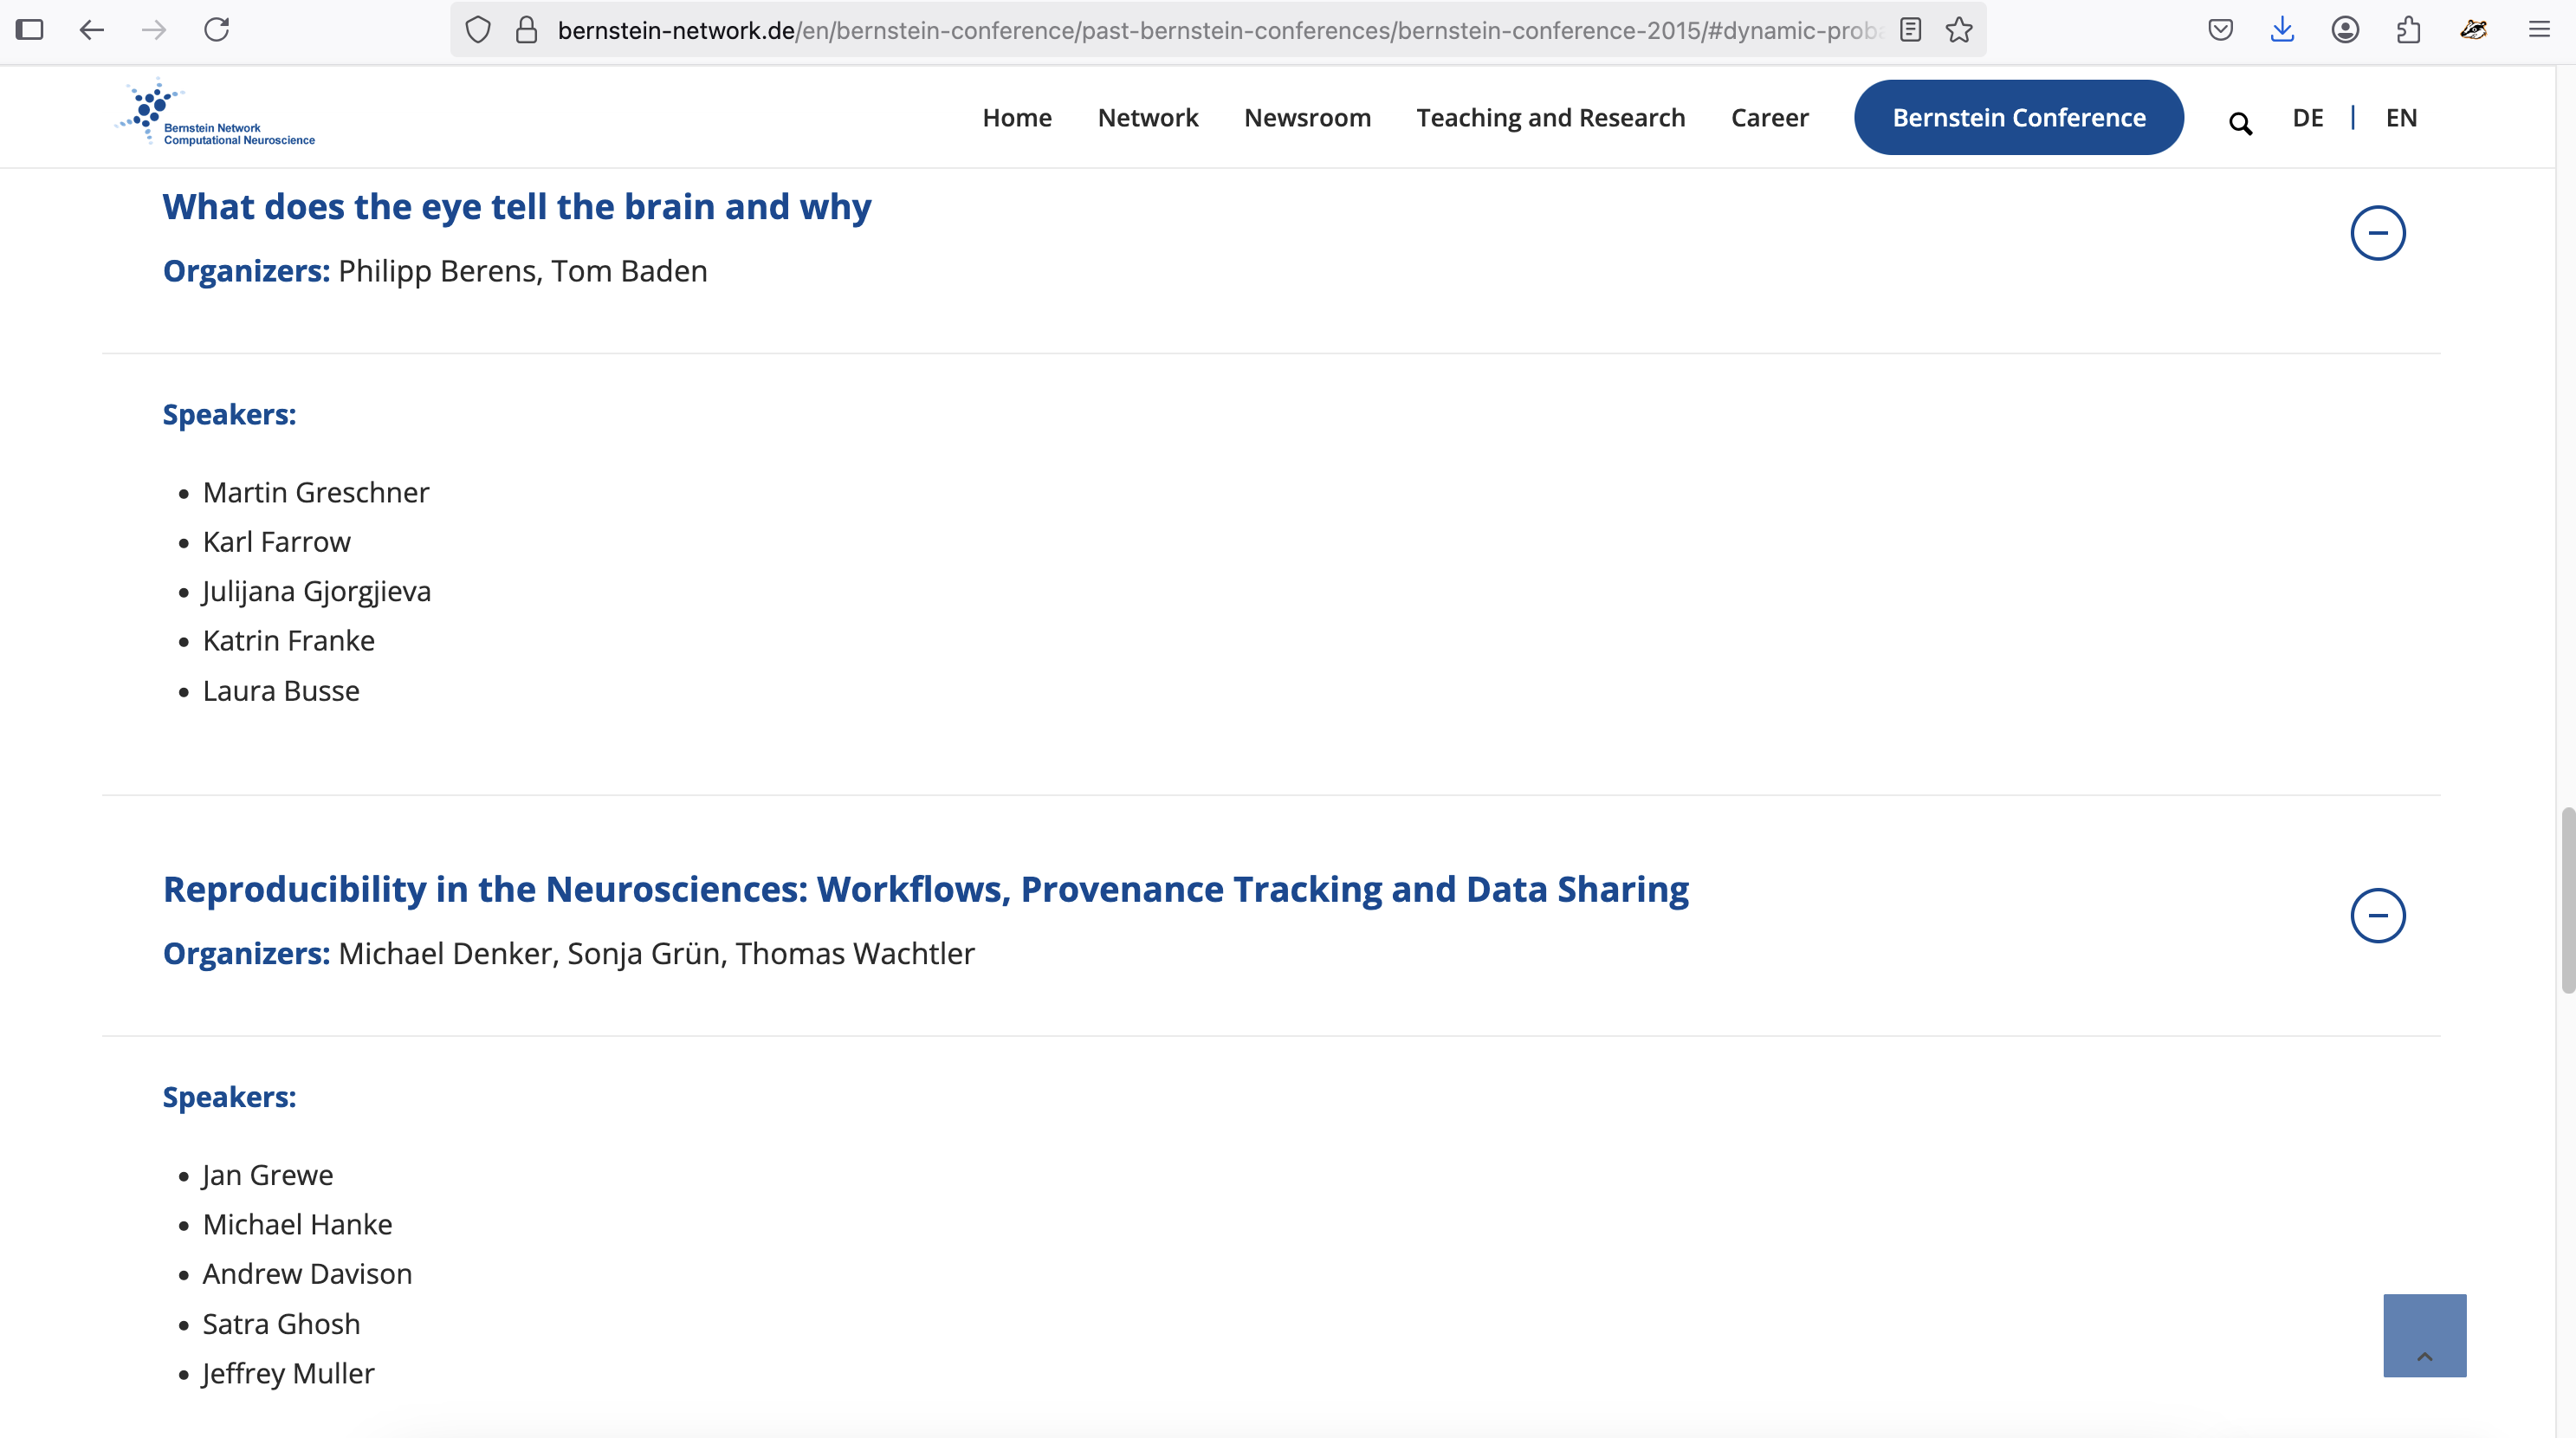 bernstein-network.de/en/bernstein-conference/past-bernstein-conferences/bernstein-conference-2015/#dynamic-proba
Bernstein Network
Computational Neuroscience
Home Network Newsroom Teaching and Research Career Bernstein Conference DE | EN
What does the eye tell the brain and why
Organizers: Philipp Berens, Tom Baden
Speakers:
• Martin Greschner
• Karl Farrow
• Julijana Gjorgjieva
• Katrin Franke
• Laura Busse
Reproducibility in the Neurosciences: Workflows, Provenance Tracking and Data Sharing
Organizers: Michael Denker, Sonja Grün, Thomas Wachtler
Speakers:
• Jan Grewe
• Michael Hanke
• Andrew Davison
• Satra Ghosh
• Jeffrey Muller